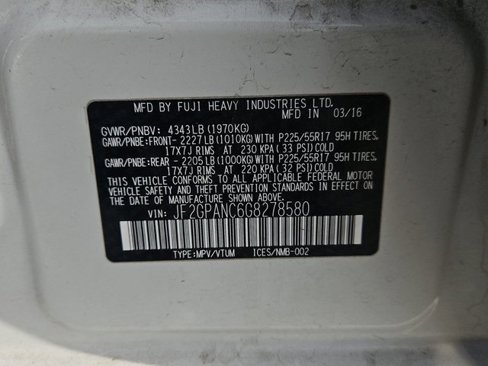 MFD BY FUJI HEAVY INDUSTRIES LTD.
MFD IN 03/16
GVWR/PNBV: 4343LB(1970KG)
GAWR/PNBE:FRONT- 2227LB(1010KG)WITH P225/55R17 95H TIRES,
17X7J RIMS AT 230 KPA(33 PSI)COLD
GAWR/PNBE:REAR - 2205LB(1000KG)WITH P225/55R17 95H TIRES,
17X7J RIMS AT 220 KPA(32 PSI)COLD
THIS VEHICLE CONFORMS TO ALL APPLICABLE FEDERAL MOTOR
VEHICLE SAFETY AND THEFT PREVENTION STANDARDS IN EFFECT ON
THE DATE OF MANUFACTURE SHOWN ABOVE.
VIN: JF2GPANC6G8278580
TYPE:MPV/VTUM ICES/NMB-002